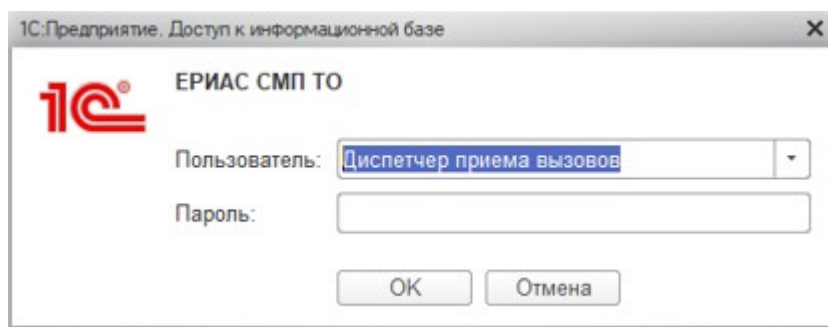 1С:Предприятие. Доступ к информационной базе
1С®
ЕРИАС СМП ТО
Пользователь: Диспетчер приема вызовов
Пароль:
OK Отмена